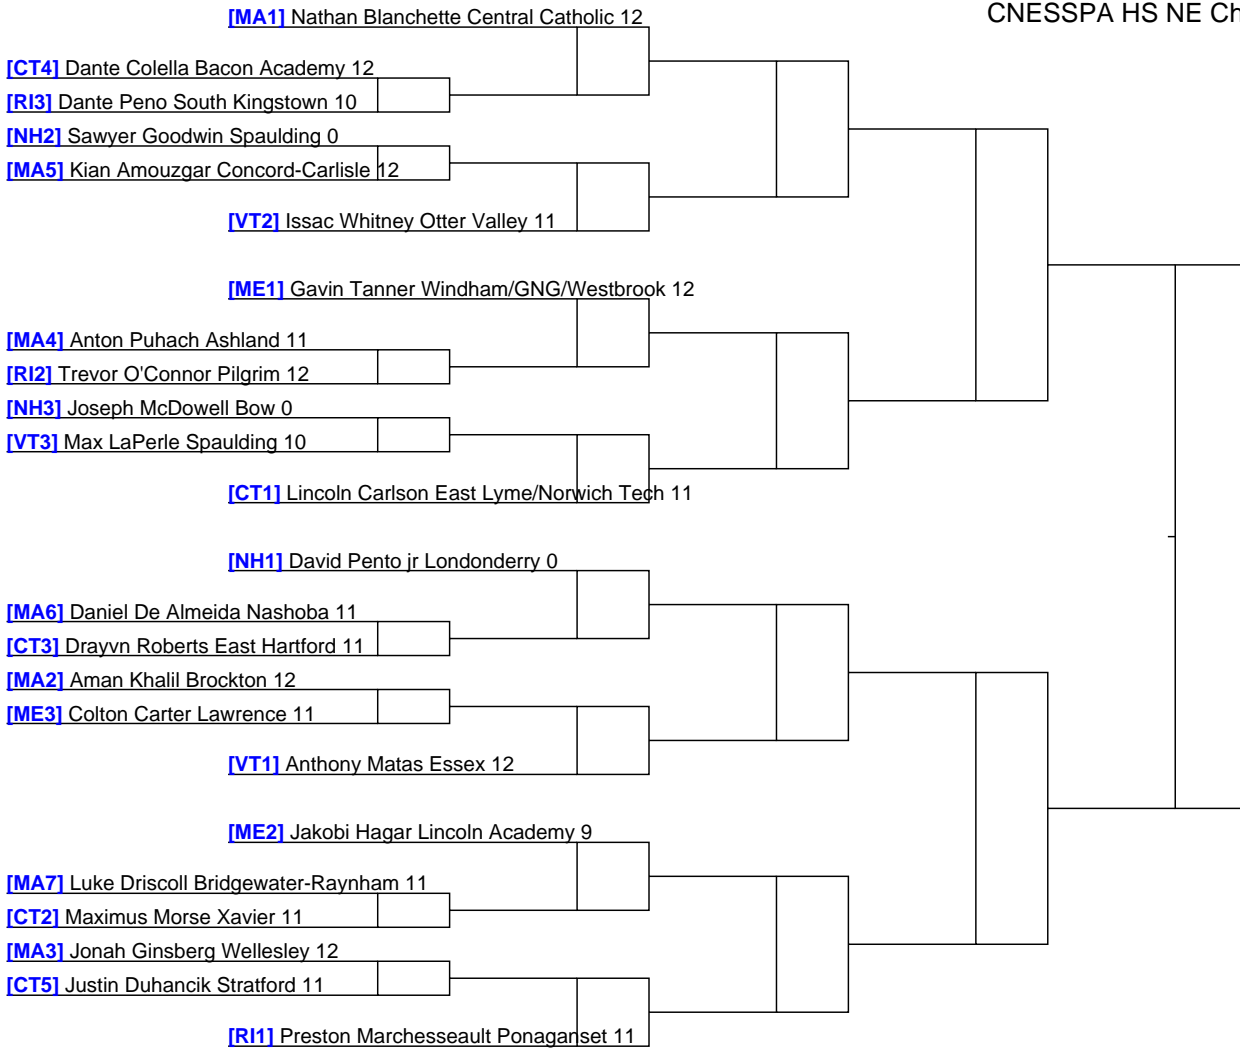 [MA1] Nathan Blanchette Central Catholic 12
CNESSPA HS NE Ch
[CT4] Dante Colella Bacon Academy 12
[RI3] Dante Peno South Kingstown 10
[NH2] Sawyer Goodwin Spaulding 0
[MA5] Kian Amouzgar Concord-Carlisle 12
[VT2] Issac Whitney Otter Valley 11
[ME1] Gavin Tanner Windham/GNG/Westbrook 12
[MA4] Anton Puhach Ashland 11
[RI2] Trevor O'Connor Pilgrim 12
[NH3] Joseph McDowell Bow 0
[VT3] Max LaPerle Spaulding 10
[CT1] Lincoln Carlson East Lyme/Norwich Tech 11
[NH1] David Pento jr Londonderry 0
[MA6] Daniel De Almeida Nashoba 11
[CT3] Drayvn Roberts East Hartford 11
[MA2] Aman Khalil Brockton 12
[ME3] Colton Carter Lawrence 11
[VT1] Anthony Matas Essex 12
[ME2] Jakobi Hagar Lincoln Academy 9
[MA7] Luke Driscoll Bridgewater-Raynham 11
[CT2] Maximus Morse Xavier 11
[MA3] Jonah Ginsberg Wellesley 12
[CT5] Justin Duhancik Stratford 11
[RI1] Preston Marchesseault Ponaganset 11